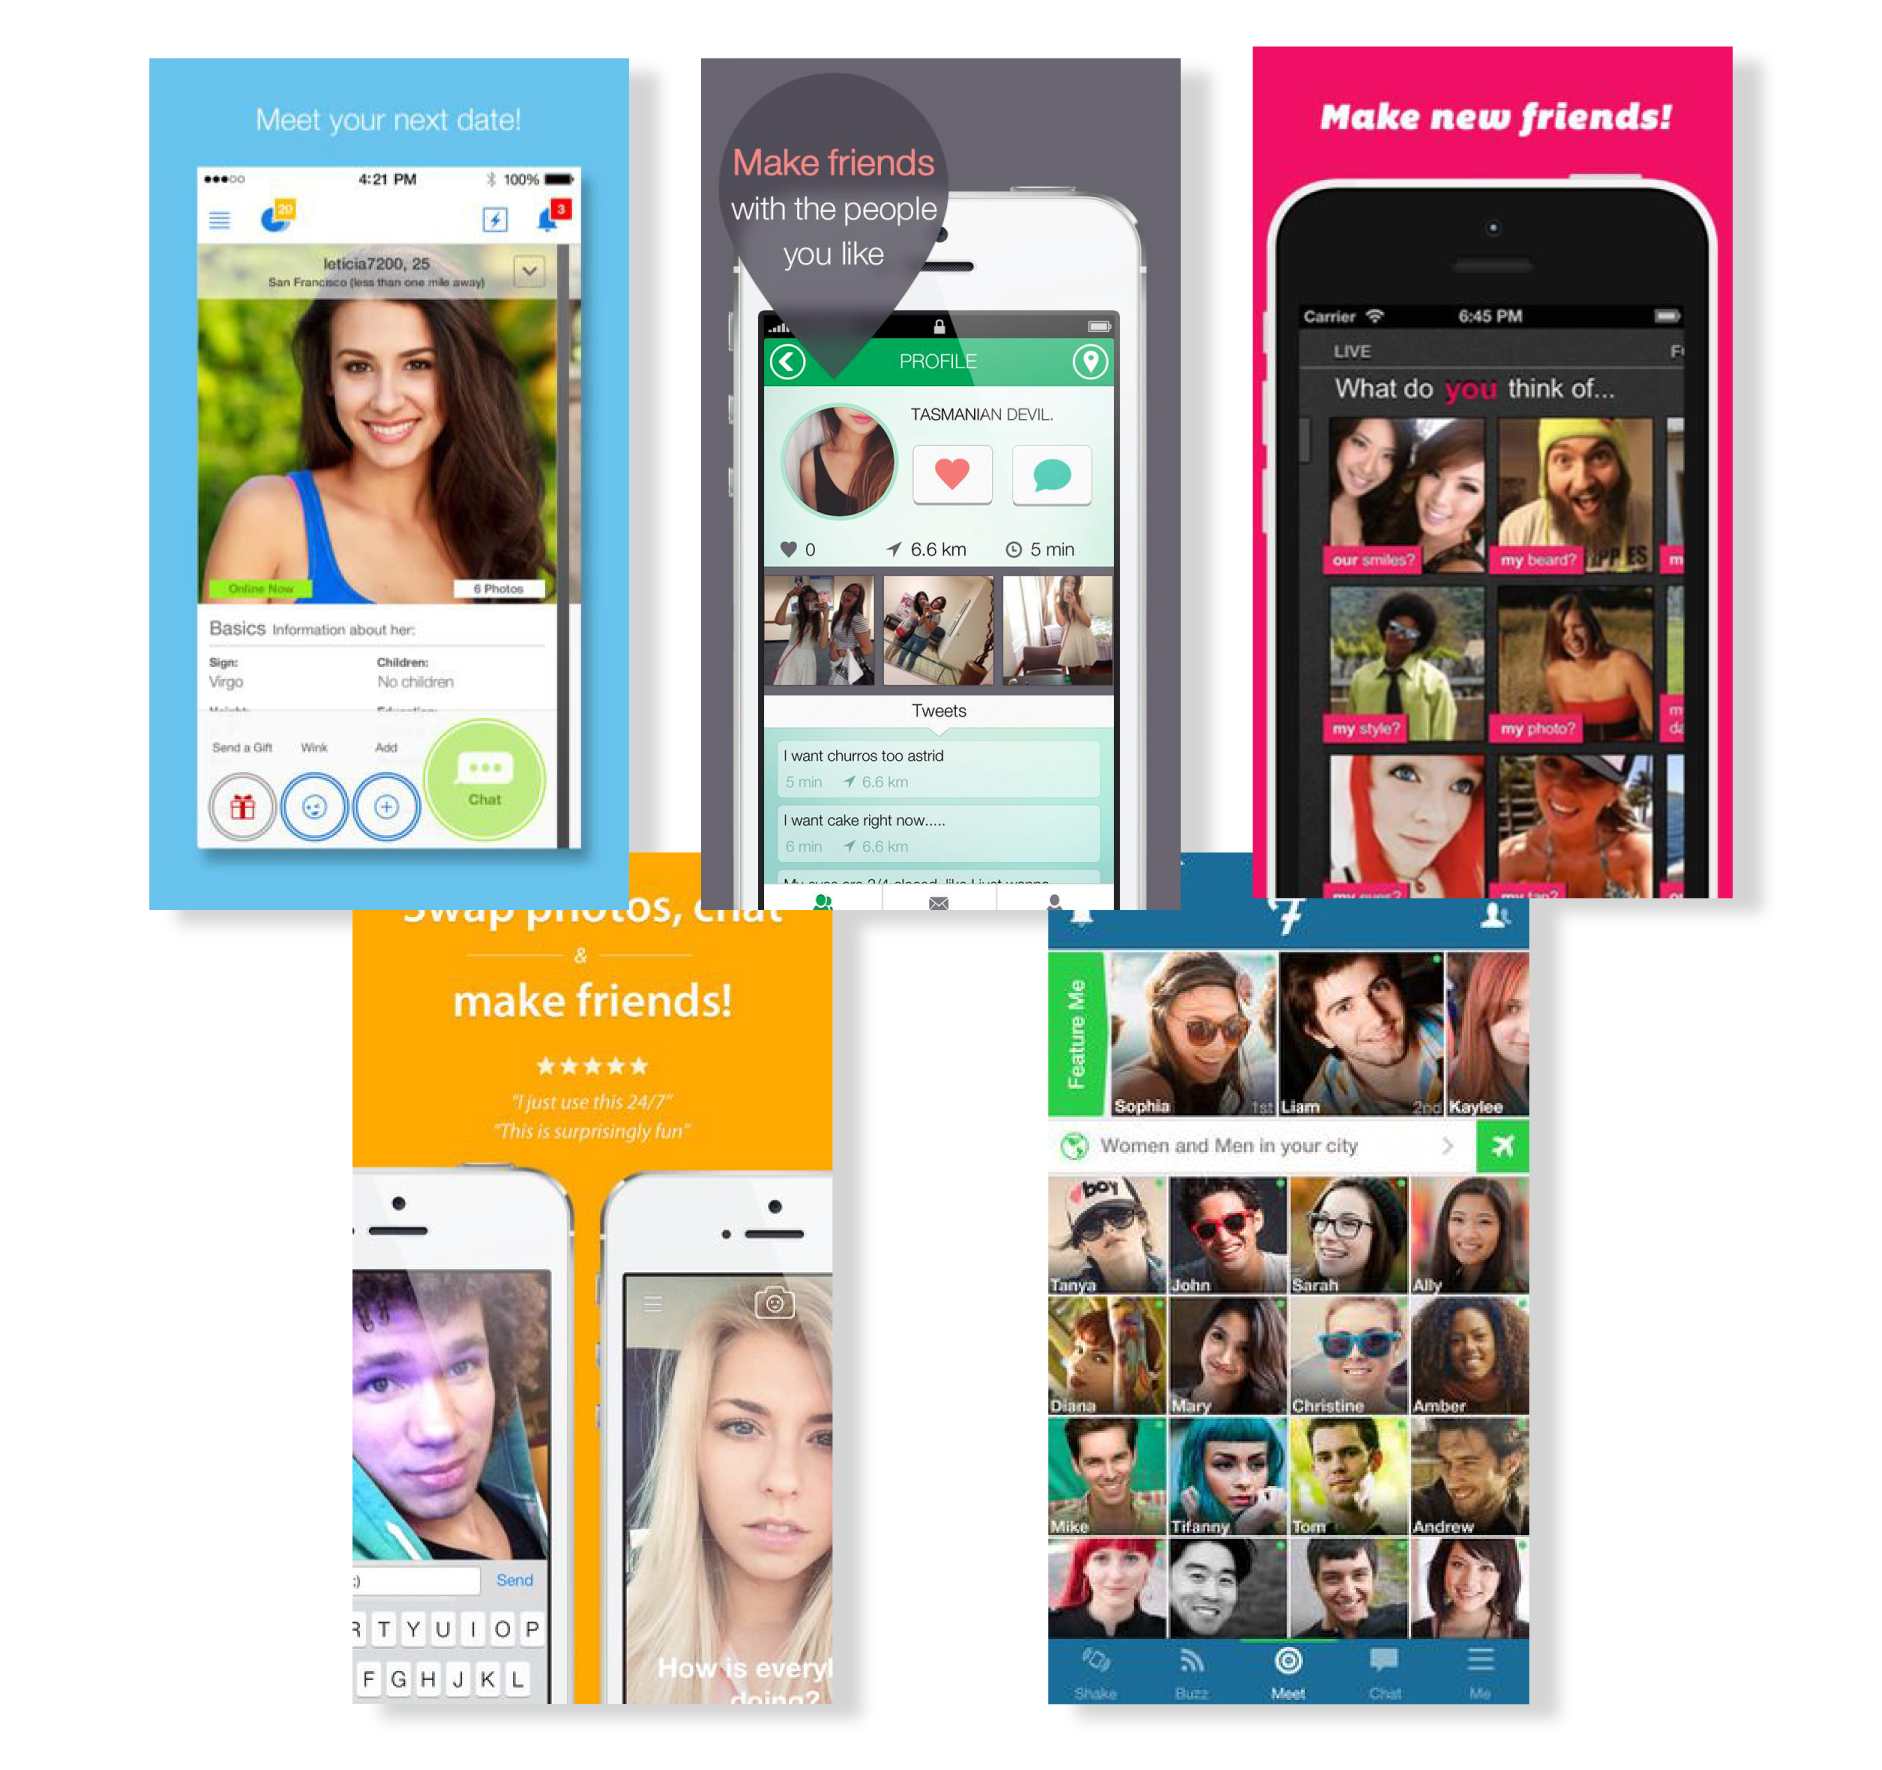 Meet your next date!
4:21 PM
100%
20
3
leticia7200, 25
San Francisco (less than one mile away)
Online Now
6 Photos
Basics Information about her:
Sign:
Children:
Virgo
No children
Send a Gift
Wink
Add
Chat
Make friends
with the people
you like
PROFILE
TASMANIAN DEVIL.
0
6.6 km
5 min
Tweets
I want churros too astrid
5 min
6.6 km
I want cake right now.....
6 min
6.6 km
Make new friends!
Carrier
6:45 PM
LIVE
What do you think of...
our smiles?
my beard?
my style?
my photo?
my eyes?
my tan?
Swap photos, chat
&
make friends!
"I just use this 24/7"
"This is surprisingly fun"
:)
Send
R T Y U I O P
F G H J K L
How is everyl
doing?
Feature Me
Sophia
1st
Liam
2nd
Kaylee
Women and Men in your city
boy
Tanya
John
Sarah
Ally
Diana
Mary
Christine
Amber
Mike
Tifanny
Tom
Andrew
Shake
Buzz
Meet
Chat
Me